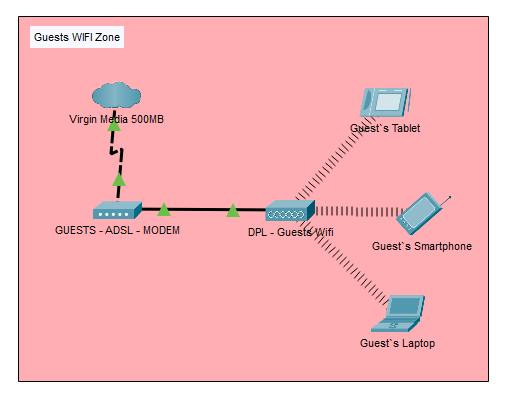 Guests WIFI Zone
Virgin Media 500MB
Guest`s Tablet
GUESTS - ADSL - MODEM
DPL - Guests Wifi
Guest`s Smartphone
Guest`s Laptop